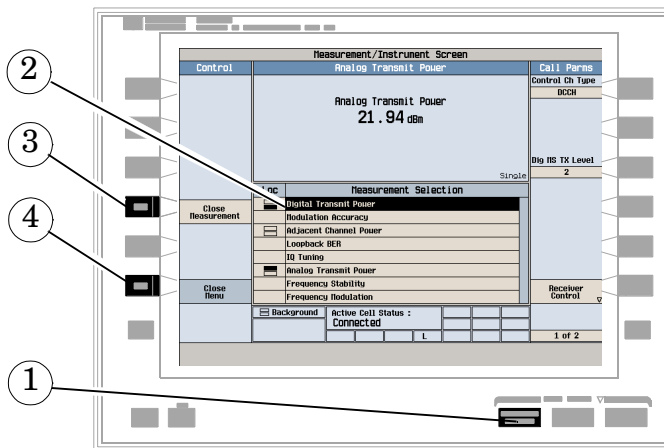 Measurement/Instrument Screen
Control
Analog Transmit Power
Call Parms
Control Ch Type
DCCH
Analog Transmit Power
21.94 dBm
Dig MS TX Level
2
Single
Loc
Measurement Selection
Digital Transmit Power
Modulation Accuracy
Adjacent Channel Power
Loopback BER
IQ Tuning
Analog Transmit Power
Frequency Stability
Frequency Modulation
Close
Measurement
Close
Menu
Receiver
Control
Background
Active Cell Status :
Connected
L
1 of 2
2
3
4
1